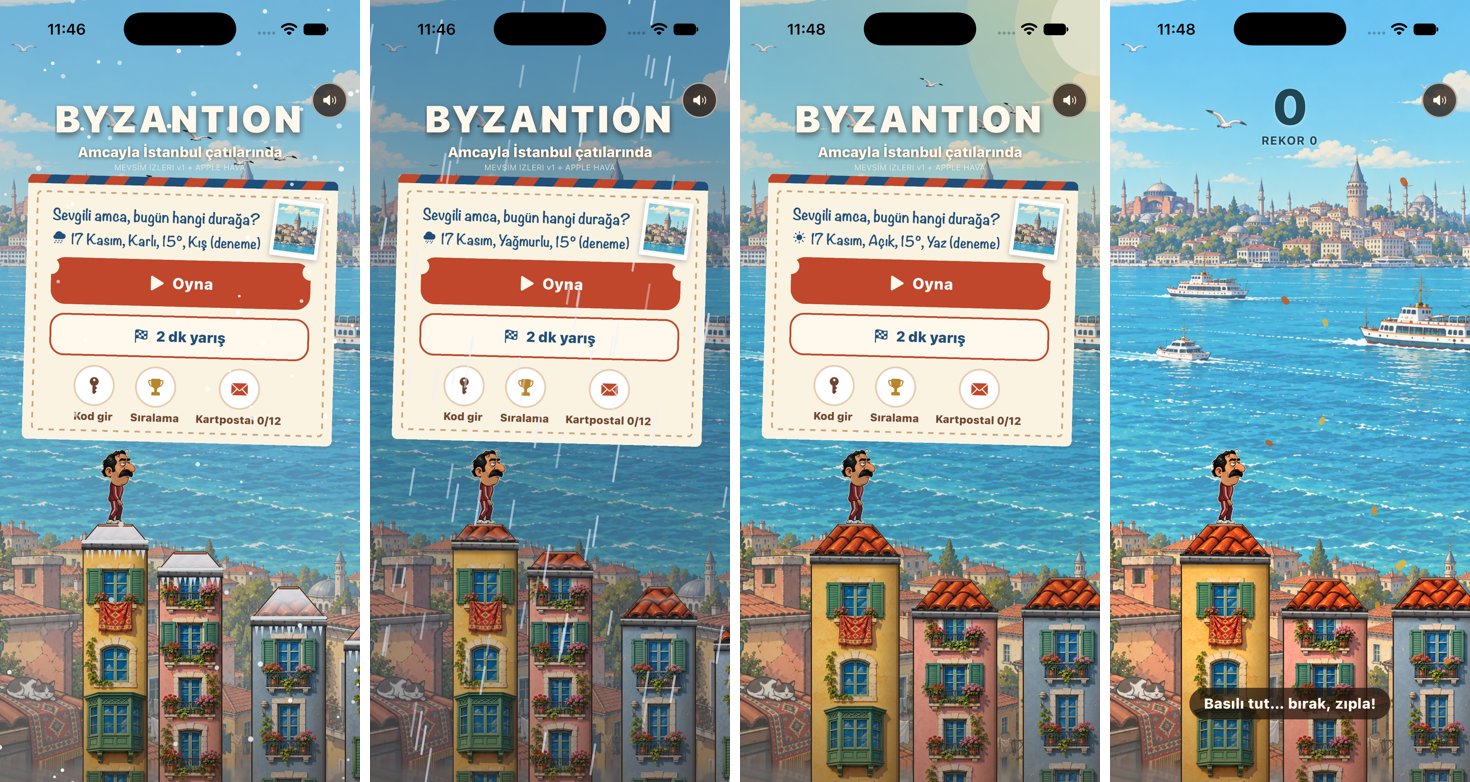 11:46
BYZANTION
Amcayla İstanbul çatılarında
MEVSİM İZLERİ v1 + APPLE HAVA
Sevgili amca, bugün hangi durağa?
17 Kasım, Karlı, 15°, Kış (deneme)
Oyna
2 dk yarış
Kod gir
Sıralama
Kartpostal 0/12
11:46
BYZANTION
Amcayla İstanbul çatılarında
MEVSİM İZLERİ v1 + APPLE HAVA
Sevgili amca, bugün hangi durağa?
17 Kasım, Yağmurlu, 15° (deneme)
Oyna
2 dk yarış
Kod gir
Sıralama
Kartpostal 0/12
11:48
BYZANTION
Amcayla İstanbul çatılarında
MEVSİM İZLERİ v1 + APPLE HAVA
Sevgili amca, bugün hangi durağa?
17 Kasım, Açık, 15°, Yaz (deneme)
Oyna
2 dk yarış
Kod gir
Sıralama
Kartpostal 0/12
11:48
0
REKOR 0
Basılı tut... bırak, zıpla!